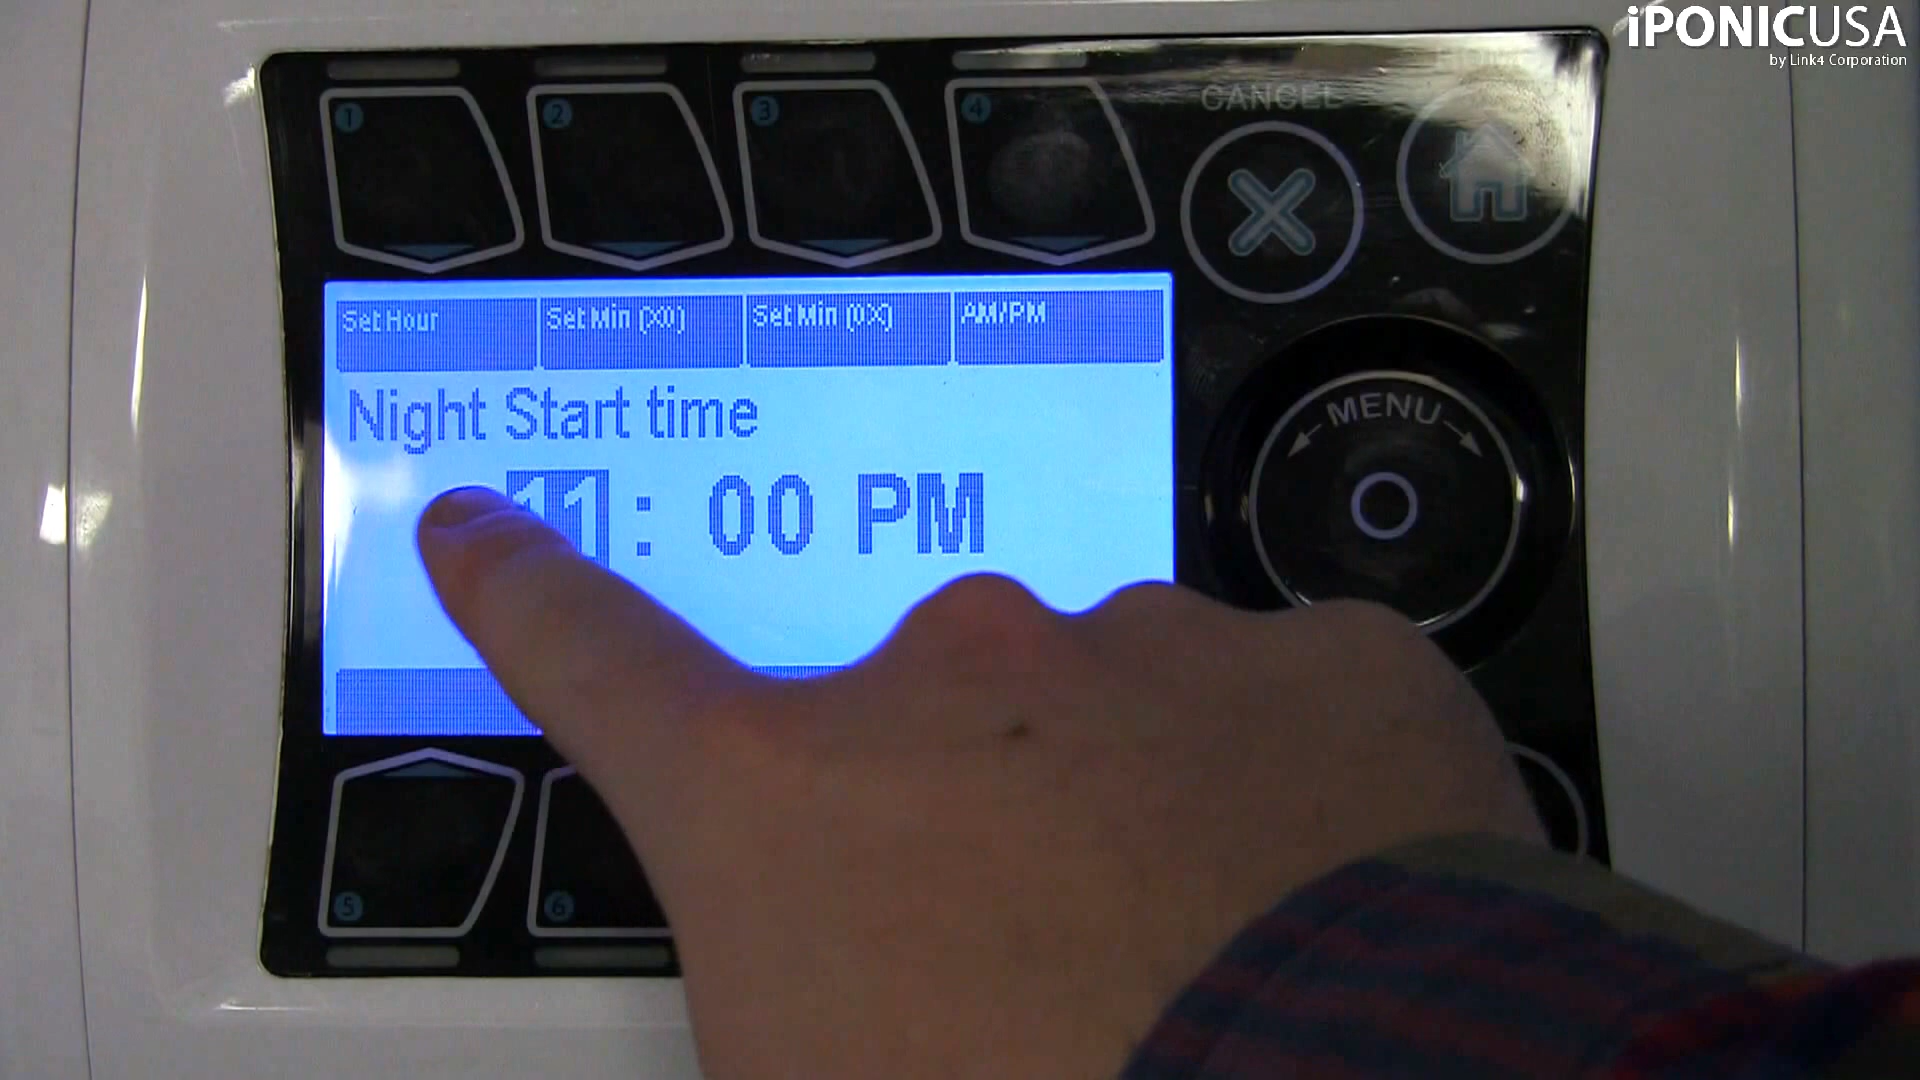 iPONICUSA
by Link4 Corporation
1
2
3
4
CANCEL
Set Hour
Set Min (X0)
Set Min (0X)
AM/PM
Night Start time
11 : 00 PM
MENU
5
6